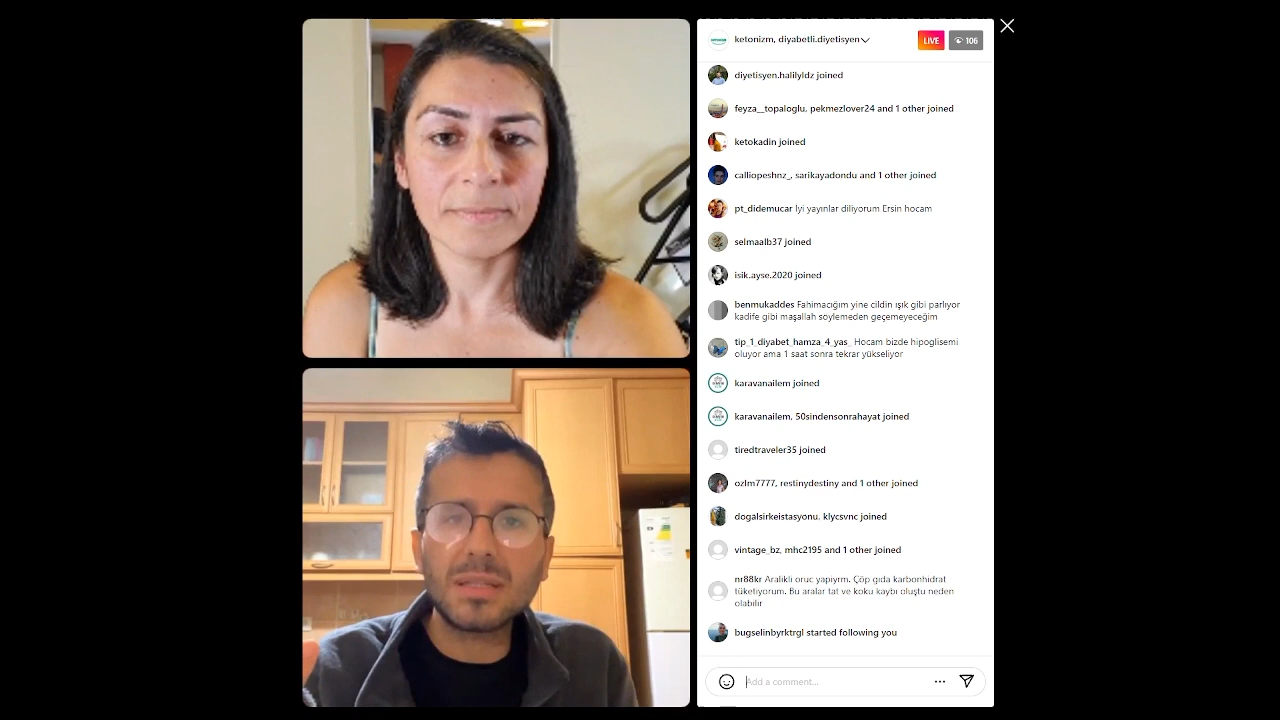 ketonizm, diyabetli.diyetisyen
LIVE
106
diyetisyen.halilyldz joined
feyza__topaloglu, pekmezlover24 and 1 other joined
ketokadin joined
calliopeshnz_, sarikayadondu and 1 other joined
pt_didemucar Iyi yayınlar diliyorum Ersin hocam
selmaalb37 joined
isik.ayse.2020 joined
benmukaddes Fahimacığım yine cildin ışık gibi parlıyor
kadife gibi maşallah söylemeden geçemeyeceğim
tip_1_diyabet_hamza_4_yas_ Hocam bizde hipoglisemi
oluyor ama 1 saat sonra tekrar yükseliyor
karavanailem joined
karavanailem, 50sindensonrahayat joined
tiredtraveler35 joined
ozlm7777, restinydestiny and 1 other joined
dogalsirkeistasyonu, klycsvnc joined
vintage_bz, mhc2195 and 1 other joined
nr88kr Aralıklı oruc yapıyrm. Çöp gıda karbonhıdrat
tüketiyorum. Bu aralar tat ve koku kaybı oluştu neden
olabilir
bugselinbyrktrgl started following you
Add a comment...